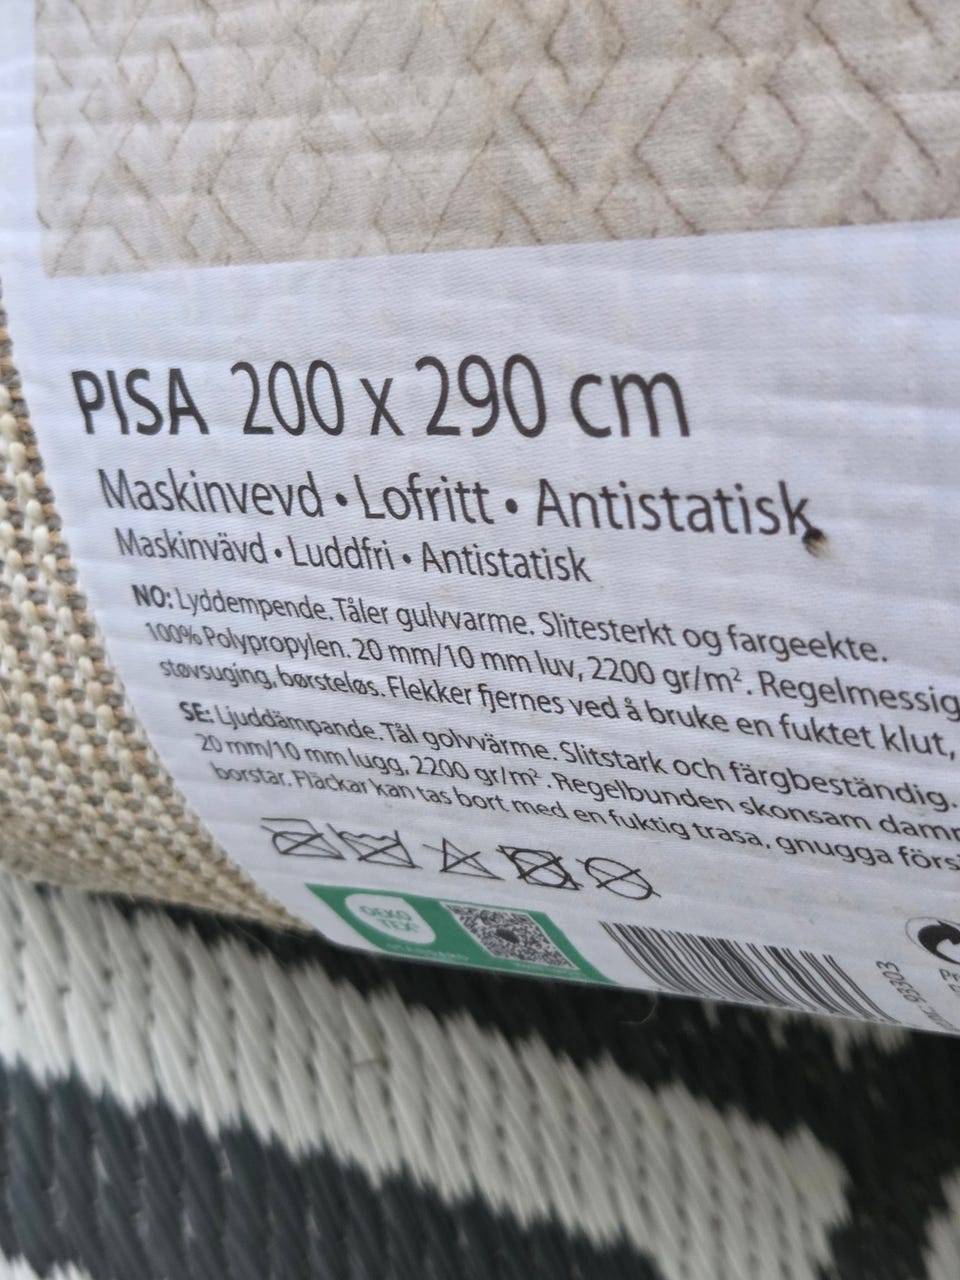 PISA 200 x 290 cm
Maskinvevd • Lofritt • Antistatisk
Maskinvävd • Luddfri • Antistatisk
NO: Lyddempende. Tåler gulvvarme. Slitesterkt og fargeekte.
100% Polypropylen. 20 mm/10 mm luv, 2200 gr/m². Regelmessig
støvsuging, børsteløs. Flekker fjernes ved å bruke en fuktet klut,
SE: Ljuddämpande. Tål golvvärme. Slitstark och färgbeständig.
20 mm/10 mm lugg, 2200 gr/m². Regelbunden skonsam
borstar. Fläckar kan tas bort med en fuktig trasa, gnugga
OEKO
TEX®